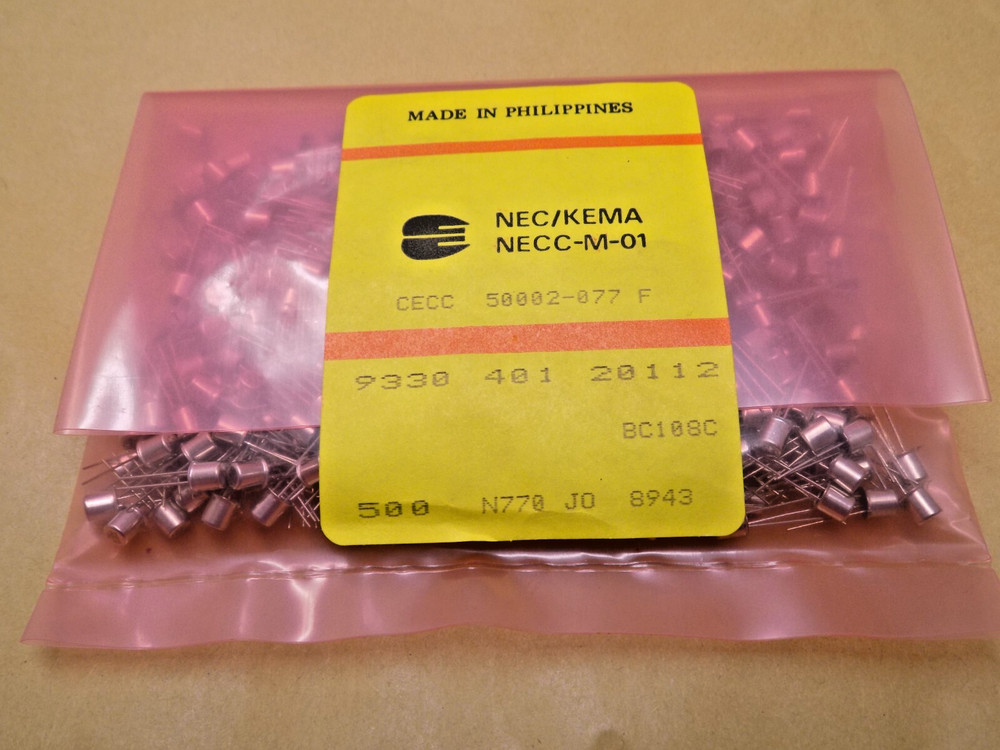 MADE IN PHILIPPINES
NEC/KEMA
NECC-M-01
CECC 50002-077 F
9330 401 20112
BC108C
500 N770 JO 8943